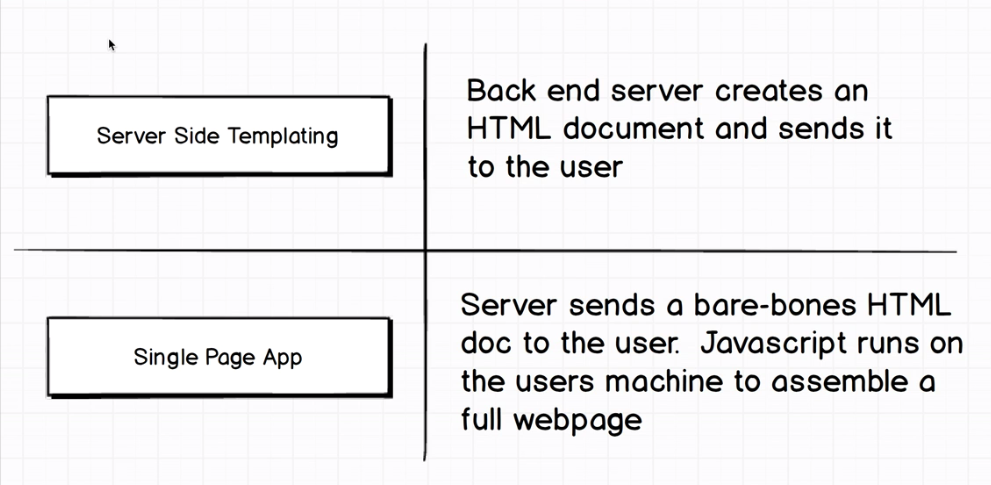 Server Side Templating
Back end server creates an
HTML document and sends it
to the user
Single Page App
Server sends a bare-bones HTML
doc to the user.  Javascript runs on
the users machine to assemble a
full webpage